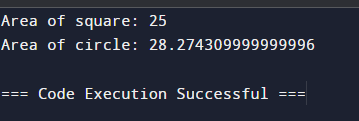 Area of square: 25
Area of circle: 28.274309999999996
=== Code Execution Successful ===